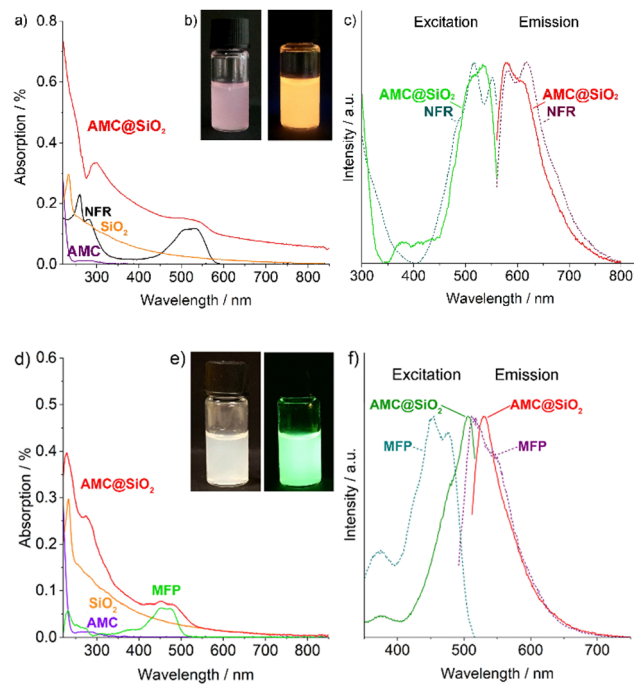 a)
b)
c)
Absorption / %
0.8
0.6
0.4
0.2
0.0
AMC@SiO₂
NFR
SiO₂
AMC
300 400 500 600 700 800
Wavelength / nm
Excitation Emission
Intensity / a.u.
AMC@SiO₂
NFR
AMC@SiO₂
NFR
300 400 500 600 700 800
Wavelength / nm
d)
e)
f)
Absorption / %
0.6
0.5
0.4
0.3
0.2
0.1
0.0
AMC@SiO₂
SiO₂
MFP
AMC
300 400 500 600 700 800
Wavelength / nm
Excitation Emission
Intensity / a.u.
AMC@SiO₂
AMC@SiO₂
MFP
MFP
400 500 600 700
Wavelength / nm